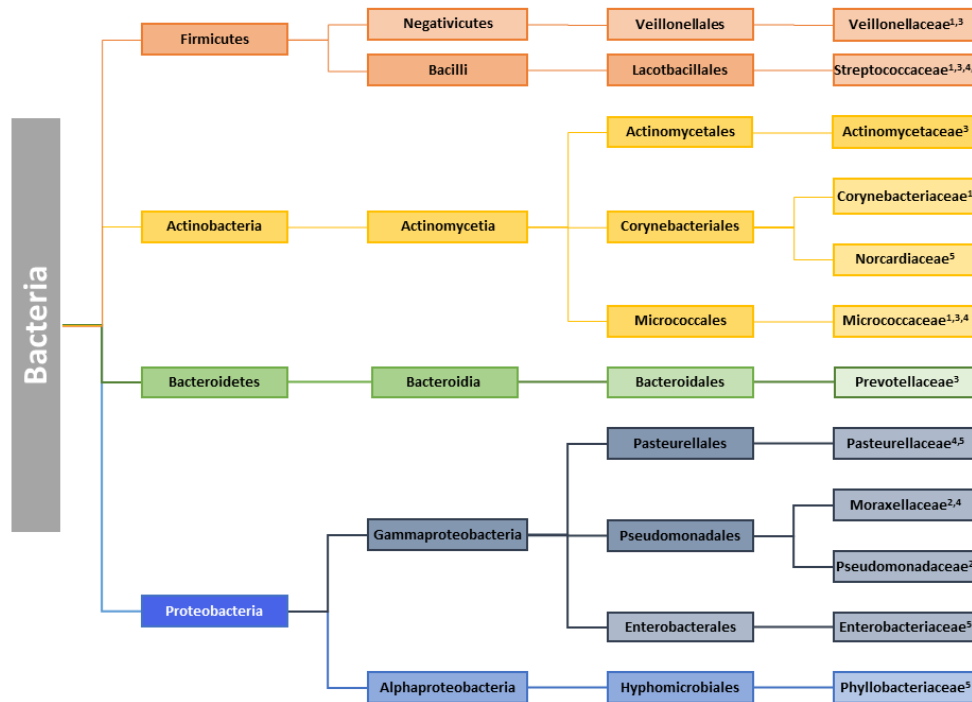 Bacteria
Firmicutes
Negativicutes
Veillonellales
Veillonellaceae1,3
Bacilli
Lacotbacillales
Streptococcaceae1,3,4,
Actinobacteria
Actinomycetia
Actinomycetales
Actinomycetaceae3
Corynebacteriales
Corynebacteriaceae1
Norcardiaceae5
Micrococcales
Micrococcaceae1,3,4
Bacteroidetes
Bacteroidia
Bacteroidales
Prevotellaceae3
Proteobacteria
Gammaproteobacteria
Pasteurellales
Pasteurellaceae4,5
Pseudomonadales
Moraxellaceae2,4
Pseudomonadaceae2
Enterobacterales
Enterobacteriaceae5
Alphaproteobacteria
Hyphomicrobiales
Phyllobacteriaceae5